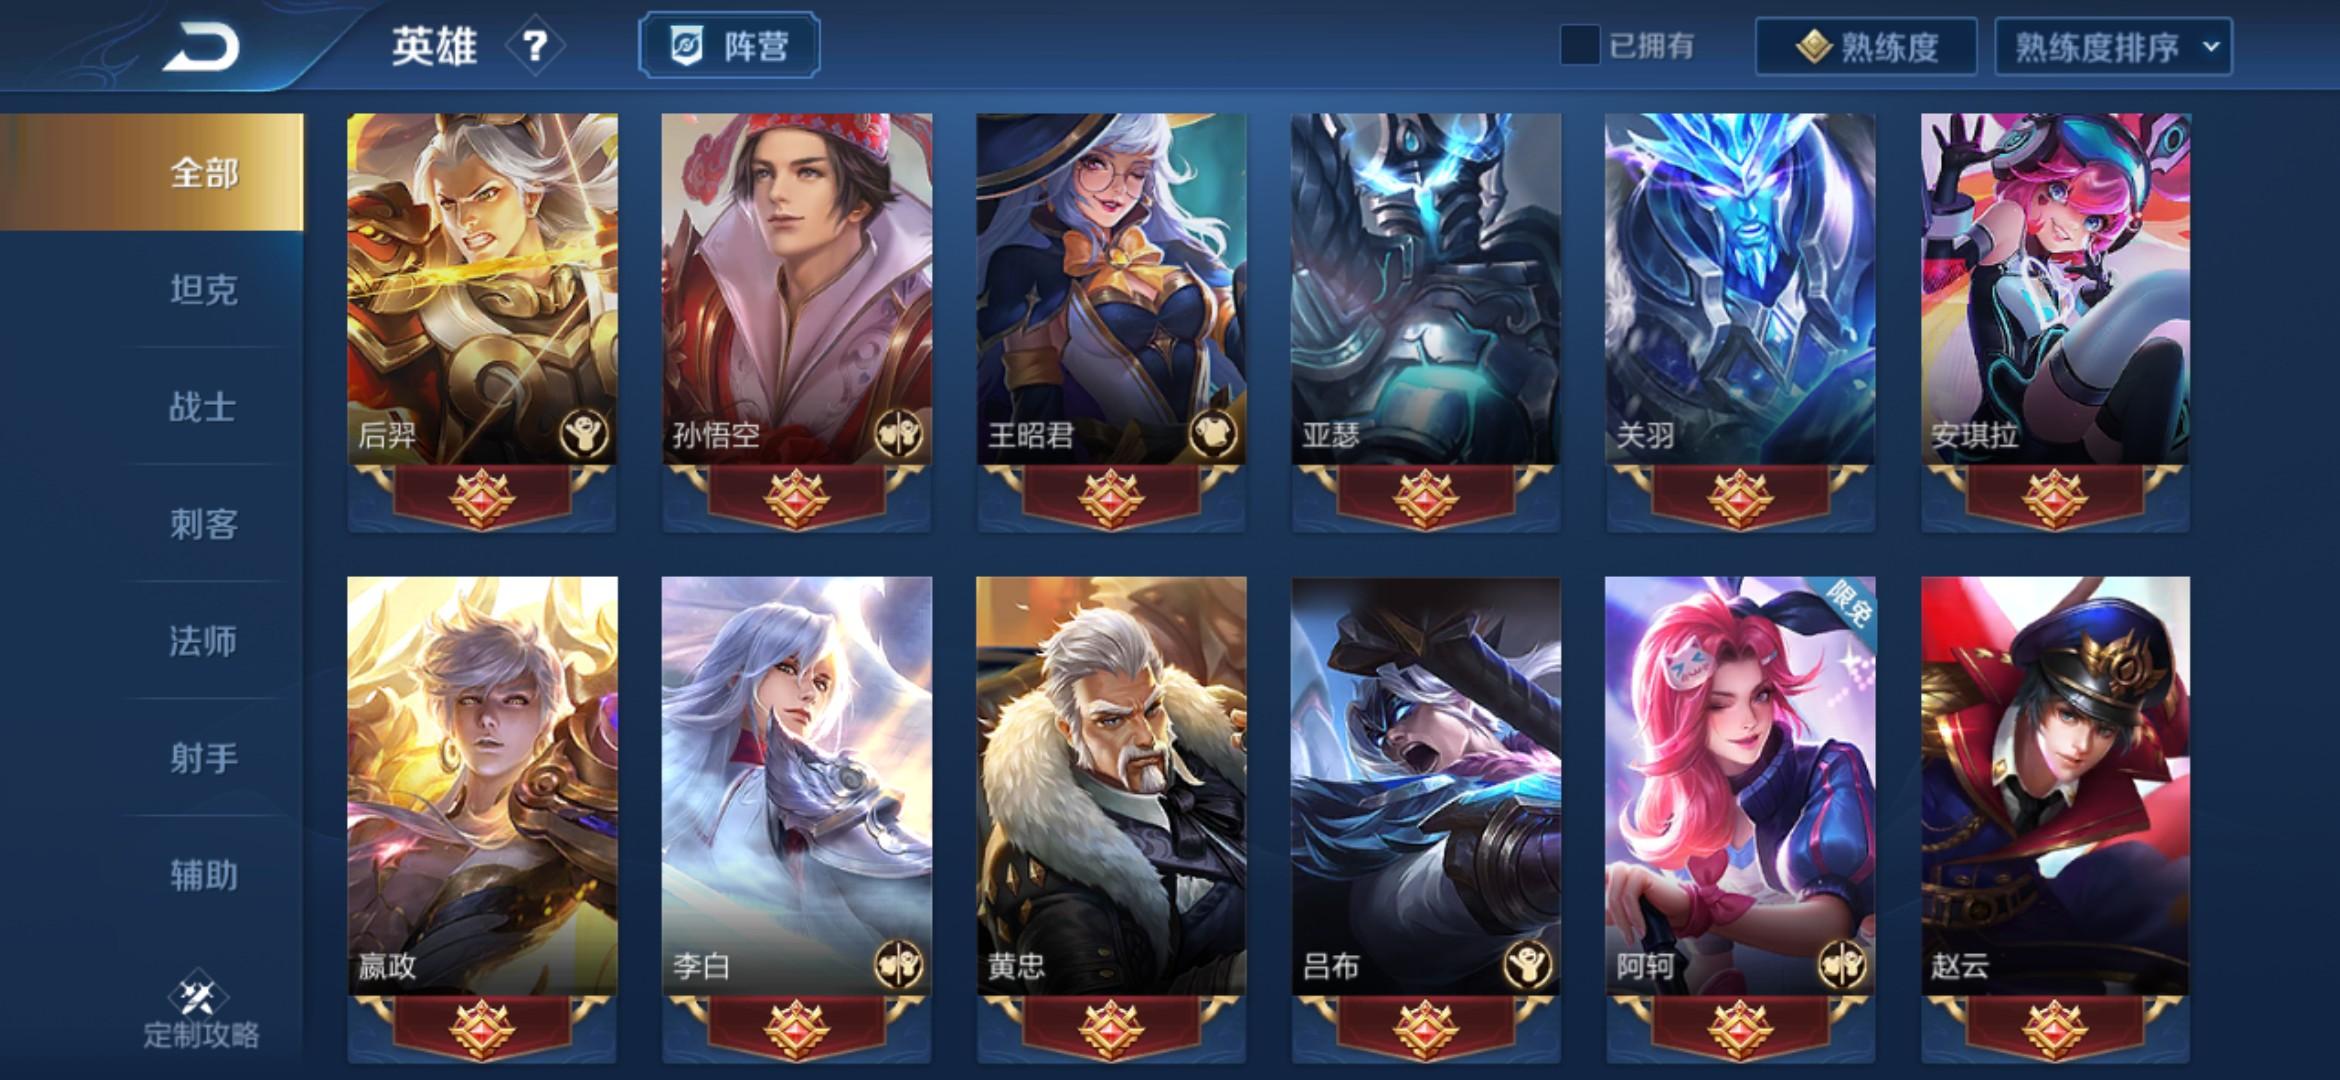 英雄
?
阵营
已拥有
熟练度
熟练度排序
全部
坦克
战士
刺客
法师
射手
辅助
定制攻略
后羿
孙悟空
王昭君
亚瑟
关羽
安琪拉
限免
嬴政
李白
黄忠
吕布
阿轲
赵云